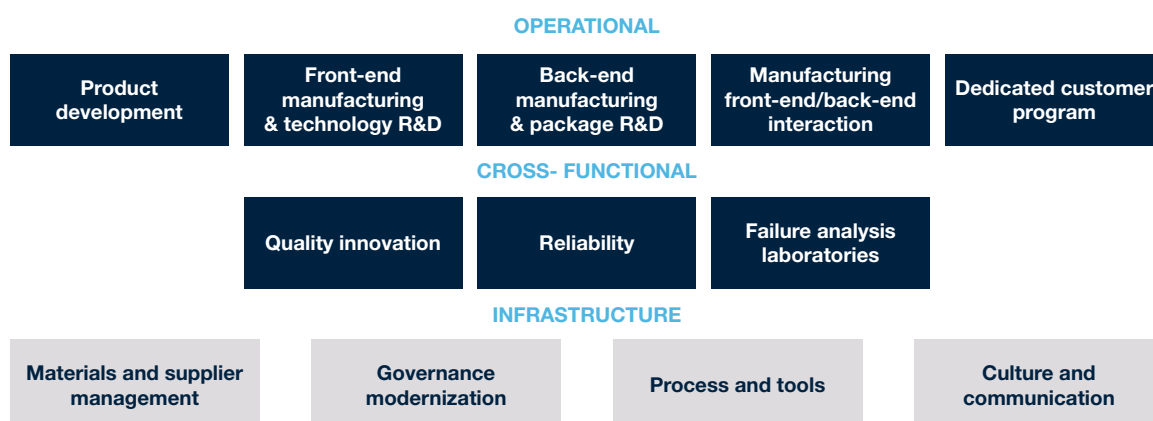 OPERATIONAL
Product
development
Front-end
manufacturing
& technology R&D
Back-end
manufacturing
& package R&D
Manufacturing
front-end/back-end
interaction
Dedicated customer
program
CROSS- FUNCTIONAL
Quality innovation
Reliability
Failure analysis
laboratories
INFRASTRUCTURE
Materials and supplier
management
Governance
modernization
Process and tools
Culture and
communication